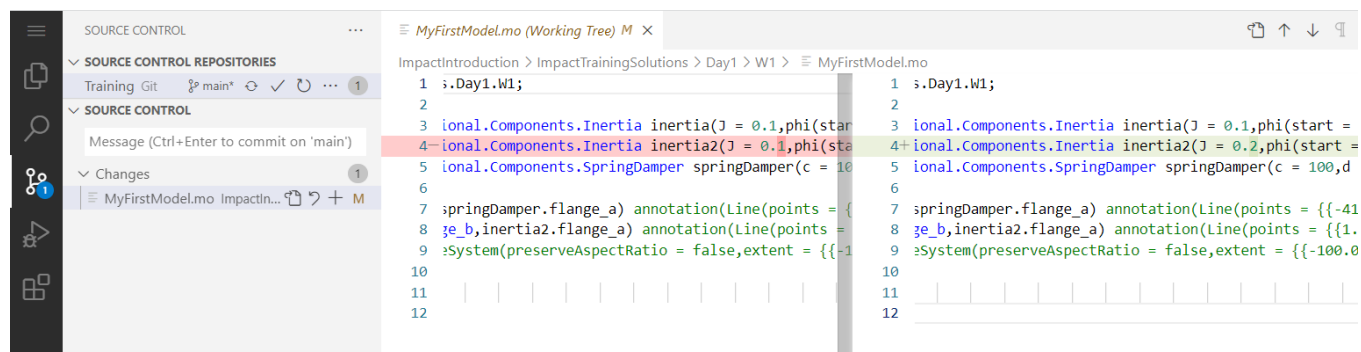 SOURCE CONTROL
SOURCE CONTROL REPOSITORIES
Training Git main* 1
SOURCE CONTROL
Message (Ctrl+Enter to commit on 'main')
Changes 1
MyFirstModel.mo ImpactIn... M
1
MyFirstModel.mo (Working Tree) M
ImpactIntroduction > ImpactTrainingSolutions > Day1 > W1 > MyFirstModel.mo
1 s.Day1.W1;
2
3 ional.Components.Inertia inertia(J = 0.1,phi(star
4 ional.Components.Inertia inertia2(J = 0.1,phi(sta
5 ional.Components.SpringDamper springDamper(c = 10
6
7 springDamper.flange_a) annotation(Line(points = {
8 ge_b,inertia2.flange_a) annotation(Line(points =
9 eSystem(preserveAspectRatio = false,extent = {{-1
10
11
12
1 s.Day1.W1;
2
3 ional.Components.Inertia inertia(J = 0.1,phi(start =
4+ ional.Components.Inertia inertia2(J = 0.2,phi(start =
5 ional.Components.SpringDamper springDamper(c = 100,d
6
7 springDamper.flange_a) annotation(Line(points = {{-41
8 ge_b,inertia2.flange_a) annotation(Line(points = {{1.
9 eSystem(preserveAspectRatio = false,extent = {{-100.0
10
11
12